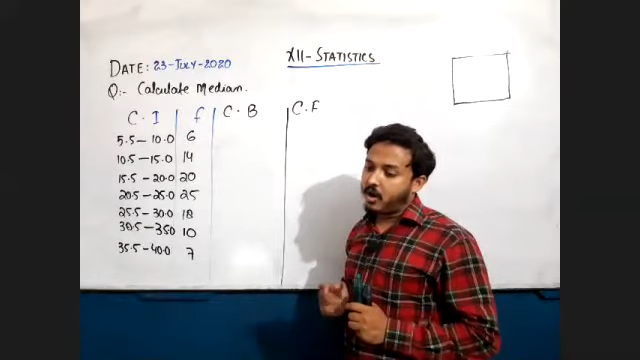 XII- STATISTICS
DATE: 23-JULY-2020
Q:- Calculate Median.
C.I f C.B C.F
5.5-10.0 6
10.5-15.0 14
15.5-20.0 20
20.5-25.0 25
25.5-30.0 18
30.5-35.0 10
35.5-40.0 7